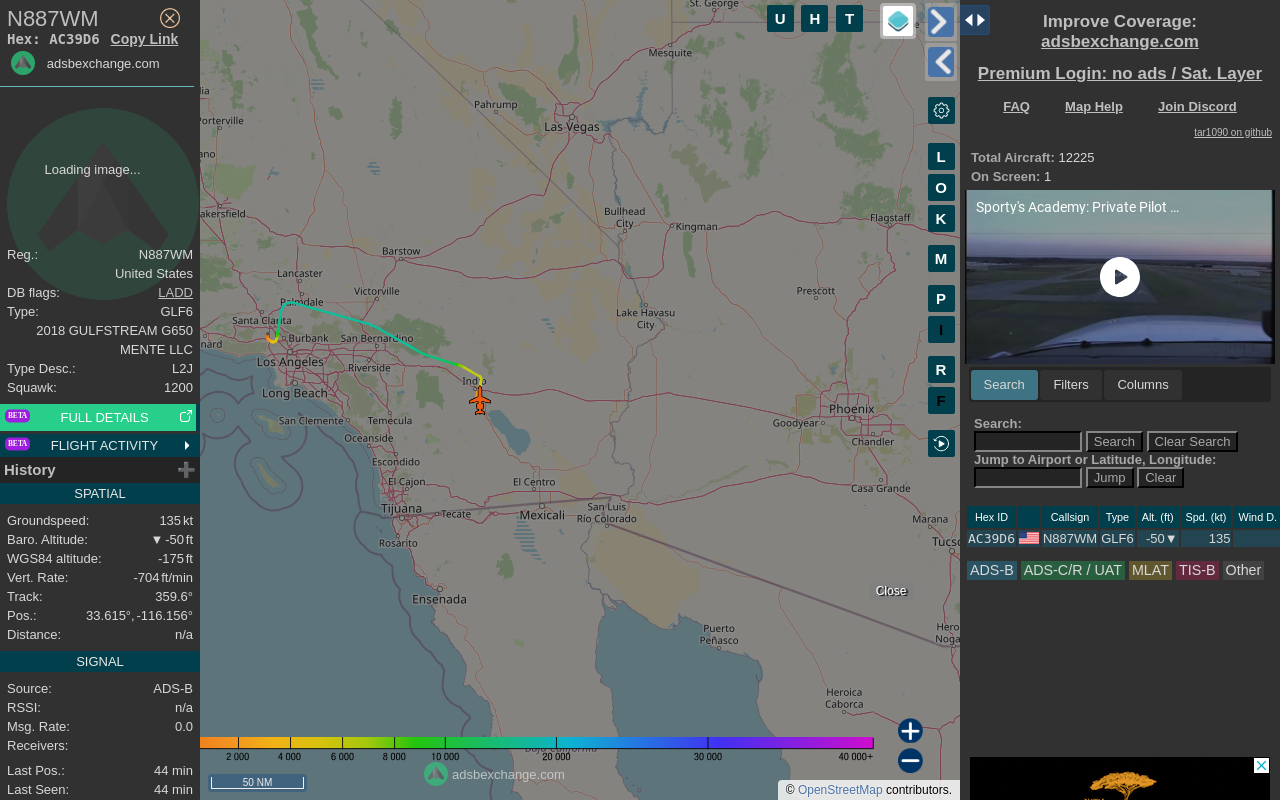 N887WM
Hex: AC39D6 Copy Link
adsbexchange.com
Loading image...
Reg.: N887WM
United States
DB flags: LADD
Type: GLF6
2018 GULFSTREAM G650
MENTE LLC
Type Desc.: L2J
Squawk: 1200
BETA FULL DETAILS
BETA FLIGHT ACTIVITY
History
SPATIAL
Groundspeed: 135 kt
Baro. Altitude: ▼ -50 ft
WGS84 altitude: -175 ft
Vert. Rate: -704 ft/min
Track: 359.6°
Pos.: 33.615°, -116.156°
Distance: n/a
SIGNAL
Source: ADS-B
RSSI: n/a
Msg. Rate: 0.0
Receivers:
Last Pos.: 44 min
Last Seen: 44 min
St. George
Mesquite
Pahrump
Las Vegas
lia
Porterville
ano
akersfield
Bullhead
City
Kingman
Flagstaff
Barstow
Lancaster
Victorville
Palmdale
Prescott
Santa Clarita
Lake Havasu
City
nard
Burbank
San Bernardino
Los Angeles
Riverside
Indio
Long Beach
Phoenix
San Clemente
Temecula
Goodyear
Oceanside
Chandler
Escondido
El Cajon
El Centro
Casa Grande
Tijuana
Tecate
Mexicali
San Luis
Río Colorado
Marana
Rosarito
Tucso
Ensenada
Close
Puerto
Peñasco
Hero
Noga
Heroica
Caborca
Baja California
2 000 4 000 6 000 8 000 10 000 20 000 30 000 40 000+
50 NM
adsbexchange.com
© OpenStreetMap contributors.
U H T
L
O
K
M
P
I
R
F
Improve Coverage:
adsbexchange.com
Premium Login: no ads / Sat. Layer
FAQ Map Help Join Discord
tar1090 on github
Total Aircraft: 12225
On Screen: 1
Sporty's Academy: Private Pilot ...
Search Filters Columns
Search:
Search Clear Search
Jump to Airport or Latitude, Longitude:
Jump Clear
Hex ID Callsign Type Alt. (ft) Spd. (kt) Wind D.
AC39D6 N887WM GLF6 -50▼ 135
ADS-B ADS-C/R / UAT MLAT TIS-B Other